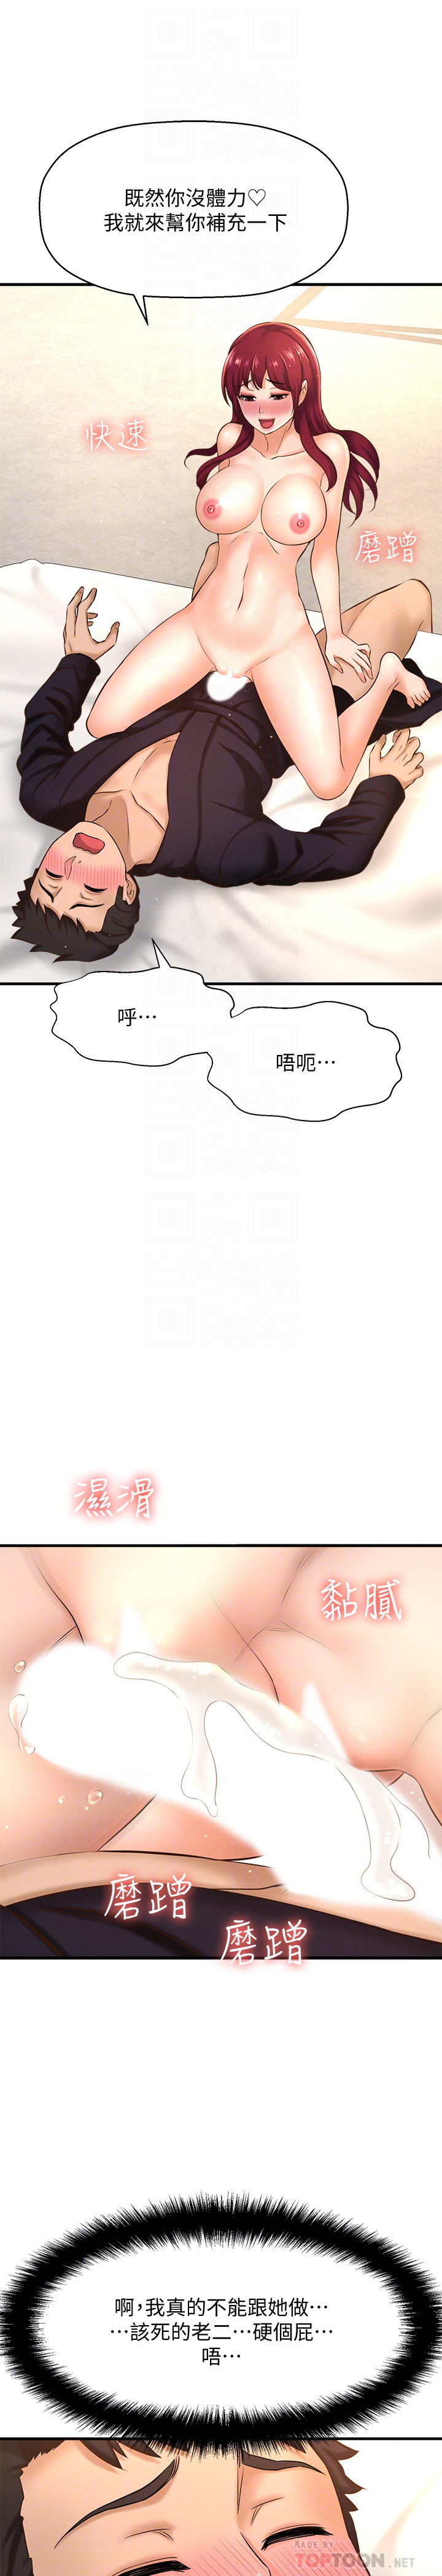 既然你沒體力♡
我就來幫你補充一下
快速
磨蹭
呼⋯
唔呃⋯
濕滑
黏膩
磨蹭
磨蹭
啊,我真的不能跟她做⋯
⋯該死的老二⋯硬個屁⋯
唔⋯
MADE BY
TOPTOON.NET